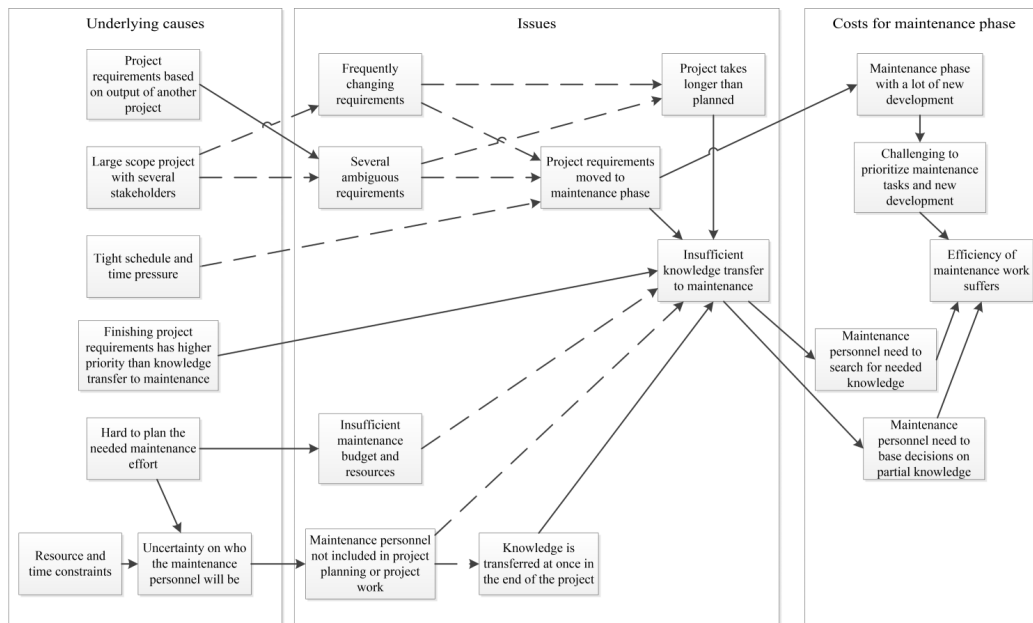 Underlying causes
Project
requirements based
on output of another
project
Large scope project
with several
stakeholders
Tight schedule and
time pressure
Finishing project
requirements has higher
priority than knowledge
transfer to maintenance
Hard to plan the
needed maintenance
effort
Resource and
time constraints
Uncertainty on who
the maintenance
personnel will be
Issues
Frequently
changing
requirements
Several
ambiguous
requirements
Project takes
longer than
planned
Project requirements
moved to
maintenance phase
Insufficient
knowledge transfer
to maintenance
Insufficient
maintenance
budget and
resources
Maintenance personnel
not included in project
planning or project
work
Knowledge is
transferred at once in
the end of the project
Costs for maintenance phase
Maintenance phase
with a lot of new
development
Challenging to
prioritize maintenance
tasks and new
development
Efficiency of
maintenance work
suffers
Maintenance
personnel need to
search for needed
knowledge
Maintenance
personnel need to
base decisions on
partial knowledge